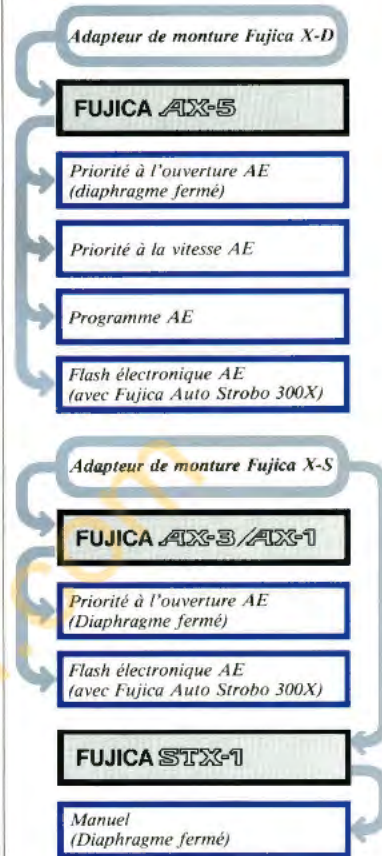 Adapteur de monture Fujica X-D
FUJICA AX-5
Priorité à l'ouverture AE
(diaphragme fermé)
Priorité à la vitesse AE
Programme AE
Flash électronique AE
(avec Fujica Auto Strobo 300X)
Adapteur de monture Fujica X-S
FUJICA AX-3/AX-1
Priorité à l'ouverture AE
(Diaphragme fermé)
Flash électronique AE
(avec Fujica Auto Strobo 300X)
FUJICA STX-1
Manuel
(Diaphragme fermé)